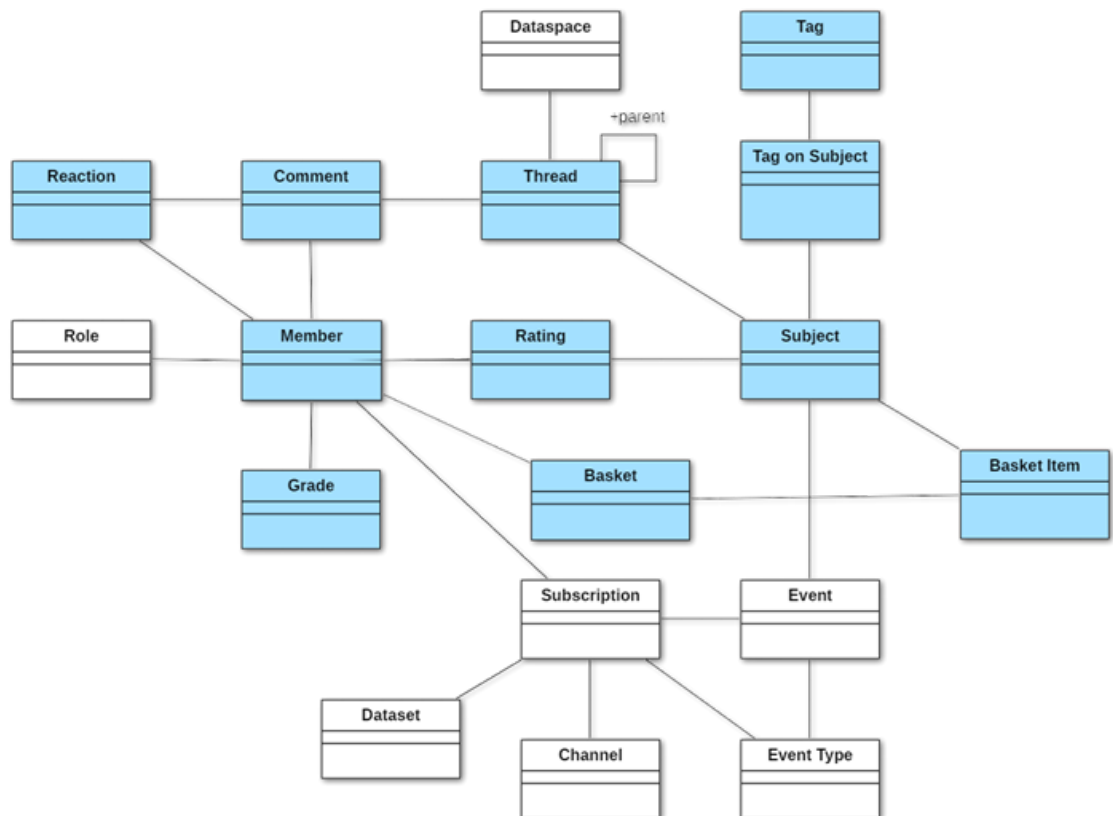 Dataspace
Tag
+parent
Tag on Subject
Reaction
Comment
Thread
Role
Member
Rating
Subject
Grade
Basket
Basket Item
Subscription
Event
Dataset
Channel
Event Type